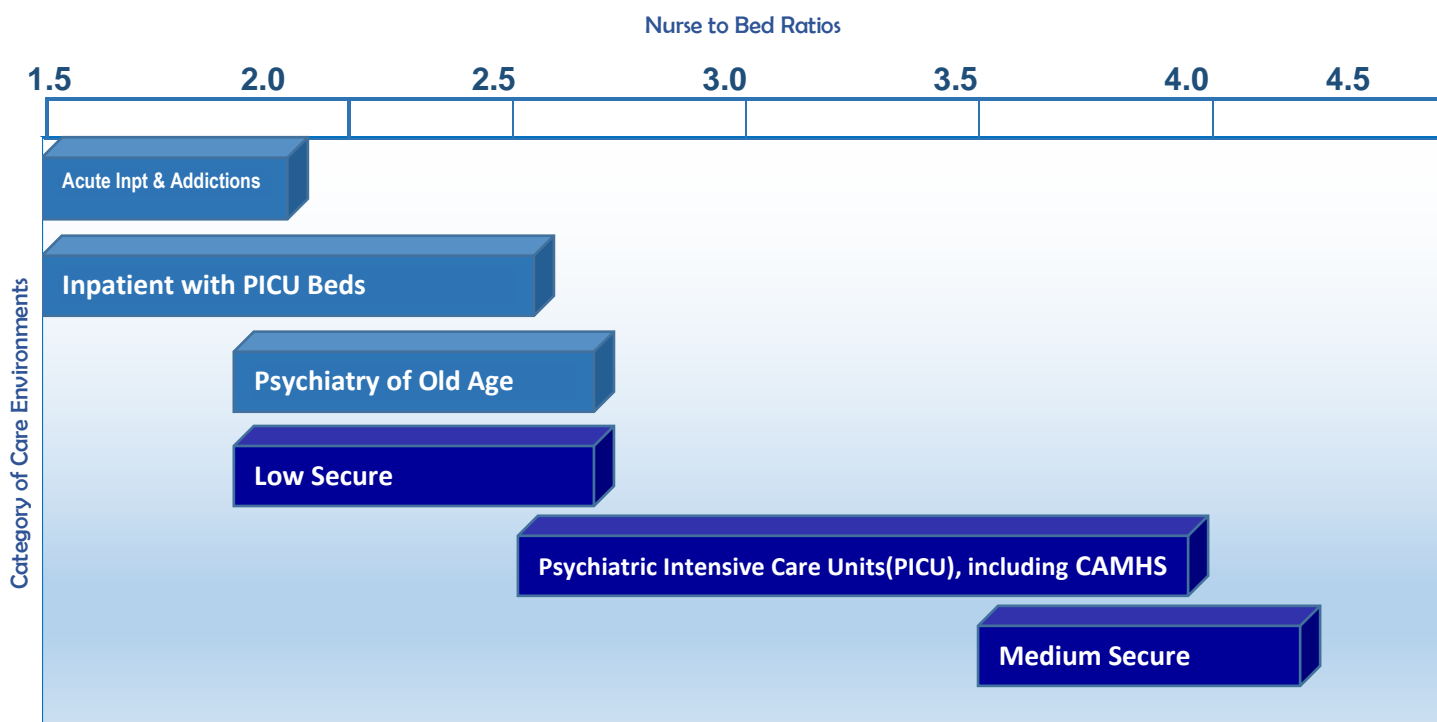 Nurse to Bed Ratios
1.5 2.0 2.5 3.0 3.5 4.0 4.5
Category of Care Environments
Acute Inpt & Addictions
Inpatient with PICU Beds
Psychiatry of Old Age
Low Secure
Psychiatric Intensive Care Units(PICU), including CAMHS
Medium Secure